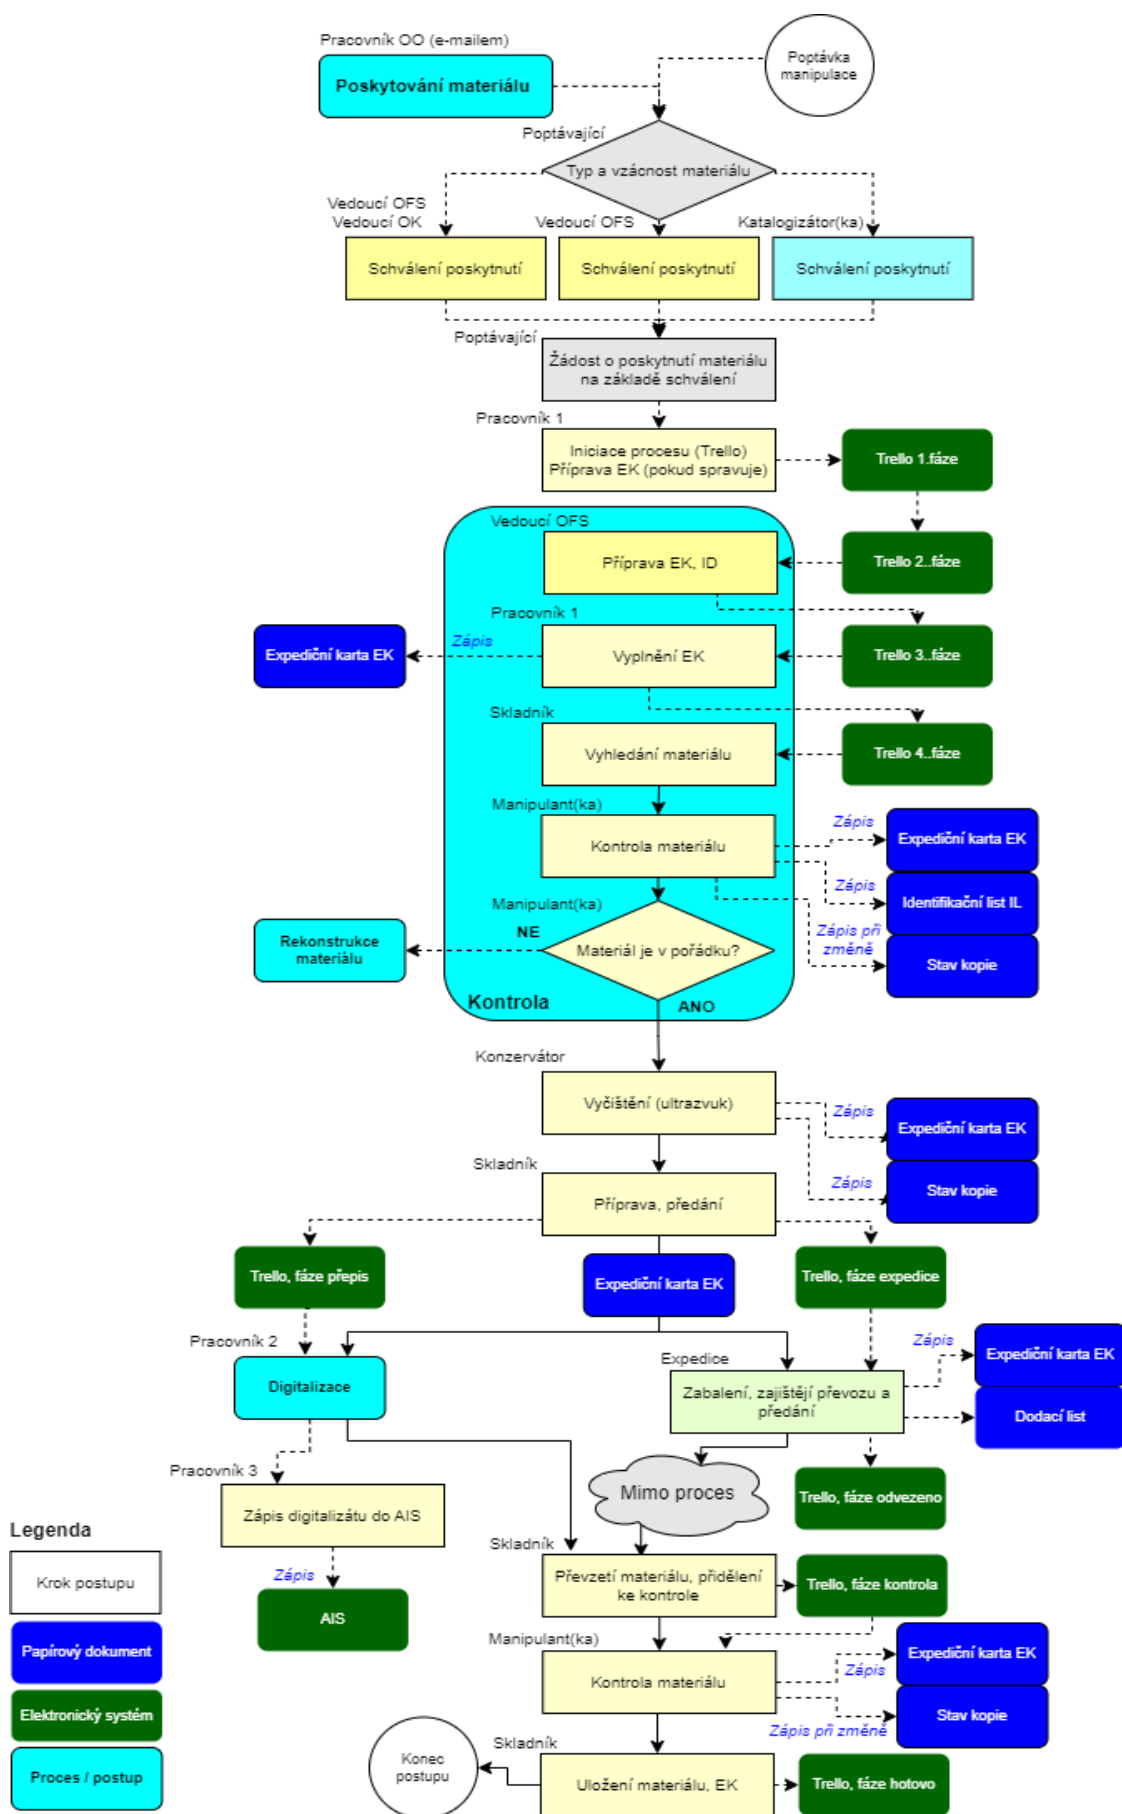 Pracovník OO (e-mailem)
Poskytování materiálu
Poptávka
manipulace
Poptávající
Typ a vzácnost materiálu
Vedoucí OFS
Vedoucí OK
Vedoucí OFS
Katalogizátor(ka)
Schválení poskytnutí
Schválení poskytnutí
Schválení poskytnutí
Poptávající
Žádost o poskytnutí materiálu
na základě schválení
Pracovník 1
Iniciace procesu (Trello)
Příprava EK (pokud spravuje)
Trello 1.fáze
Vedoucí OFS
Příprava EK, ID
Trello 2..fáze
Pracovník 1
Expediční karta EK
Zápis
Vyplnění EK
Trello 3..fáze
Skladník
Vyhledání materiálu
Trello 4..fáze
Manipulant(ka)
Kontrola materiálu
Zápis
Expediční karta EK
Zápis
Identifikační list IL
Zápis při
změně
Stav kopie
Manipulant(ka)
NE
Rekonstrukce
materiálu
Materiál je v pořádku?
Kontrola
ANO
Konzervátor
Vyčištění (ultrazvuk)
Zápis
Expediční karta EK
Zápis
Stav kopie
Skladník
Příprava, předání
Trello, fáze přepis
Expediční karta EK
Trello, fáze expedice
Pracovník 2
Digitalizace
Expedice
Zabalení, zajištějí převozu a
předání
Zápis
Expediční karta EK
Dodací list
Pracovník 3
Zápis digitalizátu do AIS
Mimo proces
Trello, fáze odvezeno
Zápis
AIS
Skladník
Převzetí materiálu, přidělení
ke kontrole
Trello, fáze kontrola
Manipulant(ka)
Kontrola materiálu
Zápis
Expediční karta EK
Zápis při změně
Stav kopie
Skladník
Konec
postupu
Uložení materiálu, EK
Trello, fáze hotovo
Legenda
Krok postupu
Papírový dokument
Elektronický systém
Proces / postup